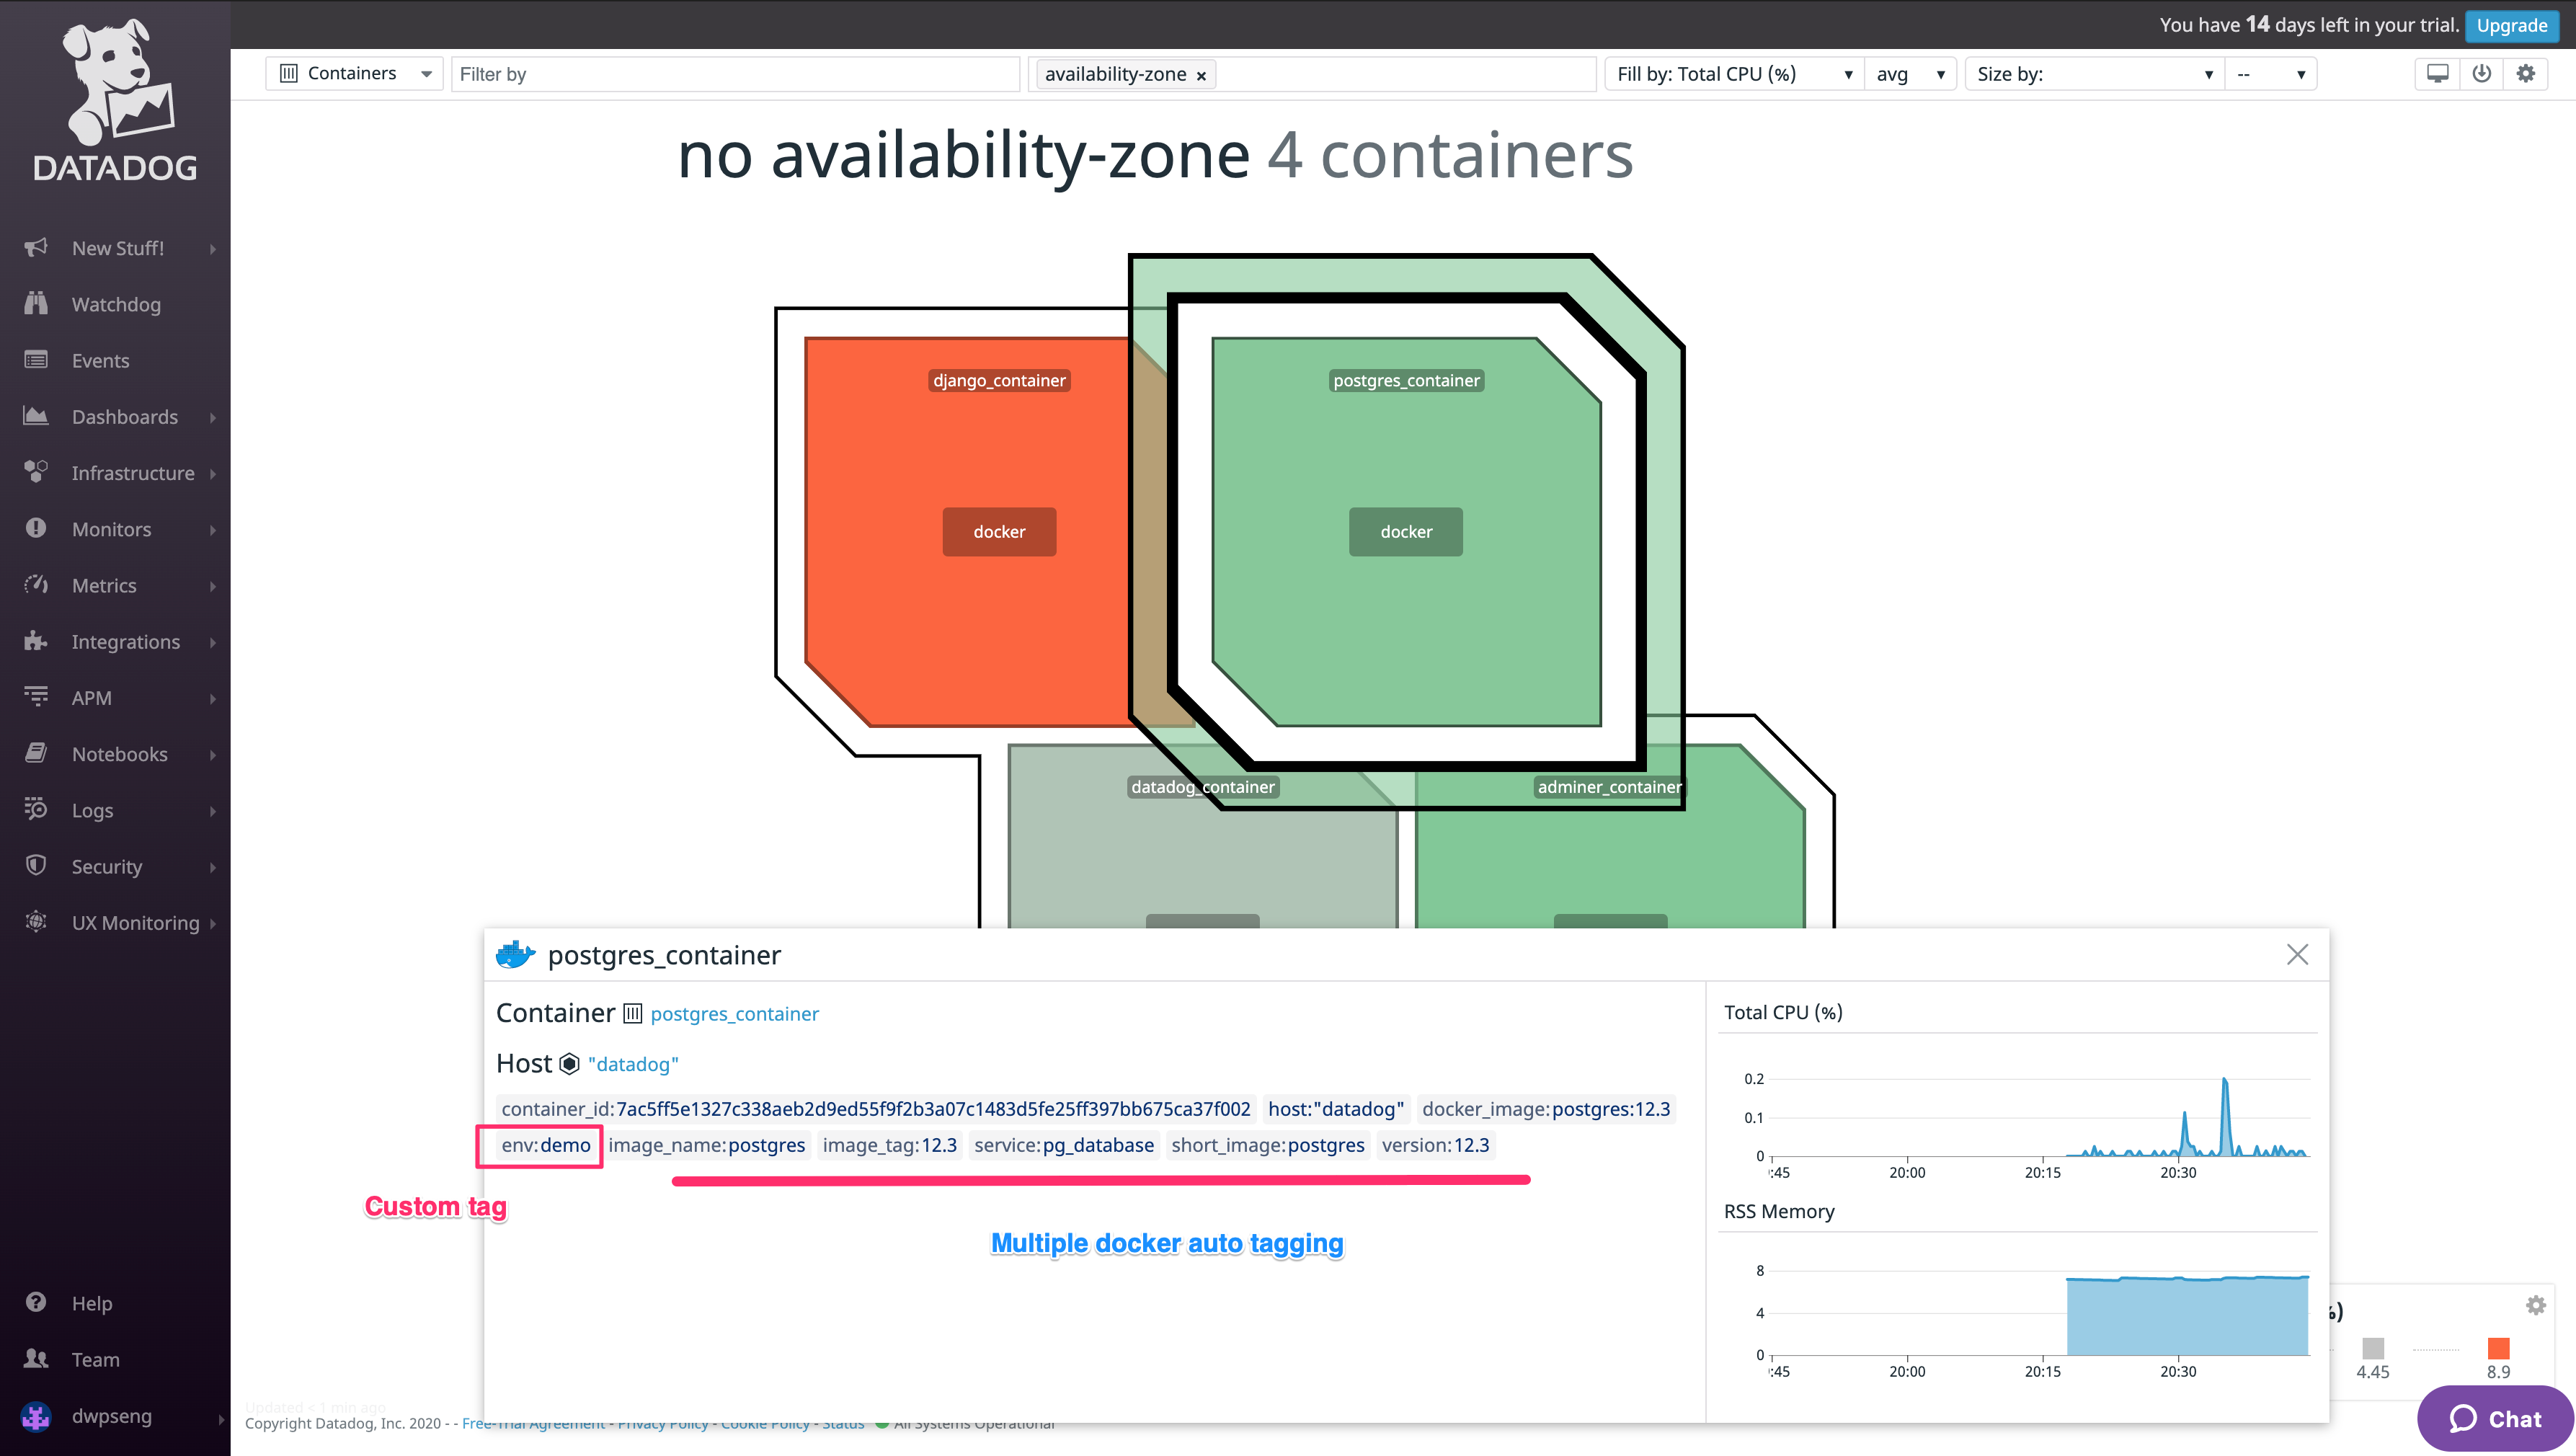 You have 14 days left in your trial. Upgrade
DATADOG
New Stuff!
Watchdog
Events
Dashboards
Infrastructure
Monitors
Metrics
Integrations
APM
Notebooks
Logs
Security
UX Monitoring
Help
Team
dwpseng
Containers
Filter by
availability-zone ×
Fill by: Total CPU (%)
avg
Size by:
--
no availability-zone 4 containers
django_container
docker
postgres_container
docker
datadog_container
adminer_container
postgres_container
Container postgres_container
Host "datadog"
container_id:7ac5ff5e1327c338aeb2d9ed55f9f2b3a07c1483d5fe25ff397bb675ca37f002 host:"datadog" docker_image:postgres:12.3
env:demo image_name:postgres image_tag:12.3 service:pg_database short_image:postgres version:12.3
Custom tag
Multiple docker auto tagging
Total CPU (%)
0.2
0.1
0
:45 20:00 20:15 20:30
RSS Memory
8
4
0
:45 20:00 20:15 20:30
%)
4.45 8.9
Updated < 1 min ago
Copyright Datadog, Inc. 2020 - - Free-Trial Agreement - Privacy Policy - Cookie Policy - Status All Systems Operational
Chat